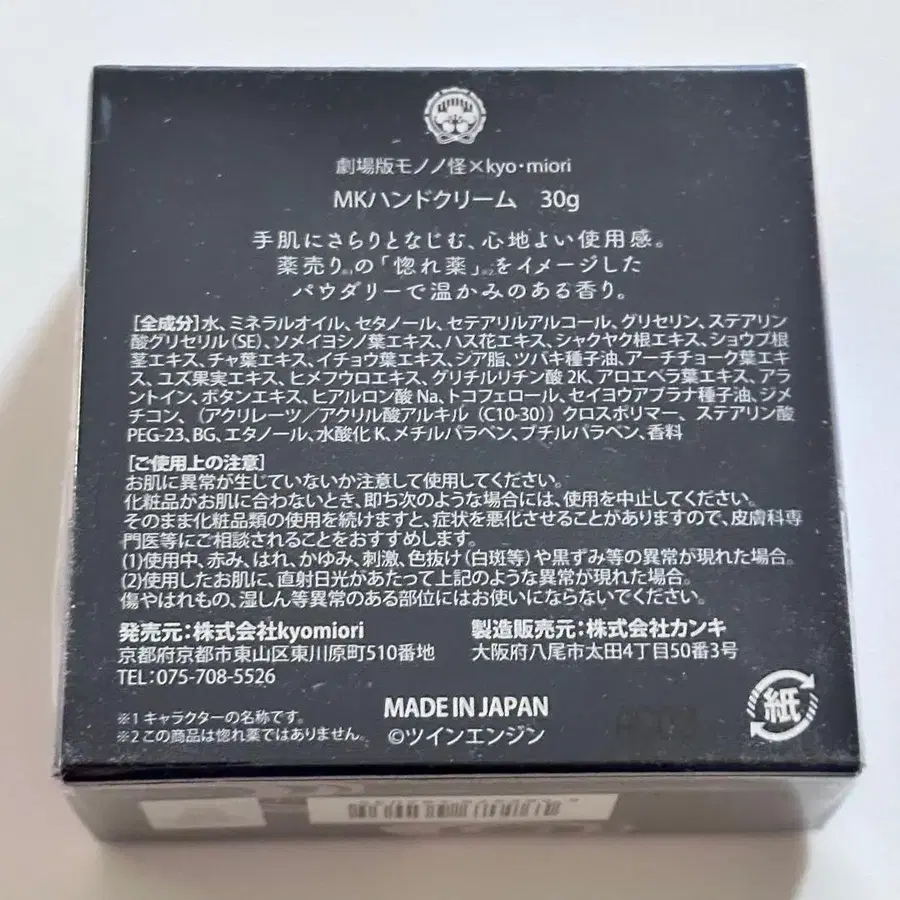 劇場版モノノ怪×kyo・miori
MKハンドクリーム 30g
手肌にさらりとなじむ、心地よい使用感。
薬売り※1の「惚れ薬」※2をイメージした
パウダリーで温かみのある香り。
[全成分]水、ミネラルオイル、セタノール、セテアリルアルコール、グリセリン、ステアリン
酸グリセリル(SE)、ソメイヨシノ葉エキス、ハス花エキス、シャクヤク根エキス、ショウブ根
茎エキス、チャ葉エキス、イチョウ葉エキス、シア脂、ツバキ種子油、アーチチョーク葉エキ
ス、ユズ果実エキス、ヒメフウロエキス、グリチルリチン酸2K、アロエベラ葉エキス、アラ
ントイン、ボタンエキス、ヒアルロン酸Na、トコフェロール、セイヨウアブラナ種子油、ジメ
チコン、(アクリレーツ/アクリル酸アルキル(C10-30))クロスポリマー、ステアリン酸
PEG-23、BG、エタノール、水酸化K、メチルパラベン、ブチルパラベン、香料
[ご使用上の注意]
お肌に異常が生じていないか注意して使用してください。
化粧品がお肌に合わないとき、即ち次のような場合には、使用を中止してください。
そのまま化粧品類の使用を続けますと、症状を悪化させることがありますので、皮膚科専
門医等にご相談されることをおすすめします。
(1)使用中、赤み、はれ、かゆみ、刺激、色抜け(白斑等)や黒ずみ等の異常が現れた場合。
(2)使用したお肌に、直射日光があたって上記のような異常が現れた場合。
傷やはれもの、湿しん等異常のある部位にはお使いにならないでください。
発売元:株式会社kyomiori 製造販売元:株式会社カンキ
京都府京都市東山区東川原町510番地 大阪府八尾市太田4丁目50番3号
TEL:075-708-5526
MADE IN JAPAN
※1 キャラクターの名称です。
※2 この商品は惚れ薬ではありません。 ©ツインエンジン
紙